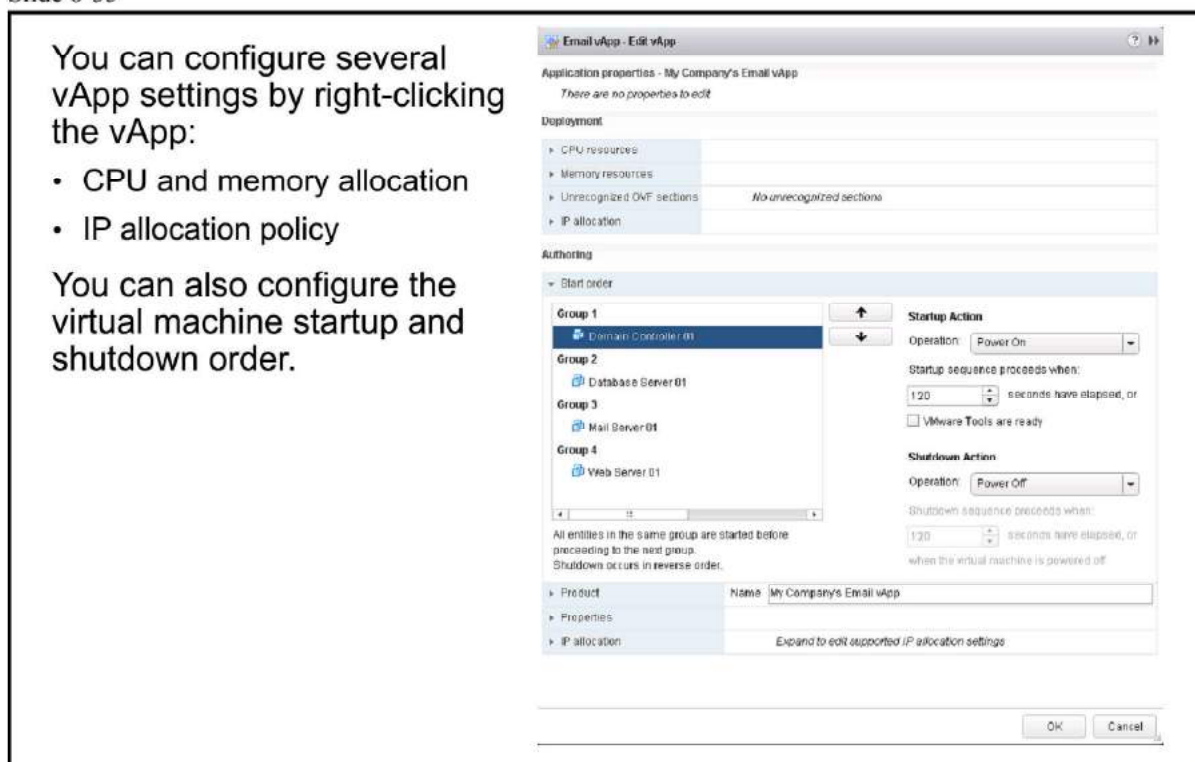 You can configure several
vApp settings by right-clicking
the vApp:
• CPU and memory allocation
• IP allocation policy
You can also configure the
virtual machine startup and
shutdown order.
Email vApp - Edit vApp
Application properties - My Company's Email vApp
There are no properties to edit
Deployment
CPU resources
Memory resources
Unrecognized OVF sections No unrecognized sections
IP allocation
Authoring
Start order
Group 1
Domain Controller 01
Group 2
Database Server 01
Group 3
Mail Server 01
Group 4
Web Server 01
All entities in the same group are started before
proceeding to the next group.
Shutdown occurs in reverse order.
Startup Action
Operation: Power On
Startup sequence proceeds when:
120 seconds have elapsed, or
VMware Tools are ready
Shutdown Action
Operation: Power Off
Shutdown sequence proceeds when:
120 seconds have elapsed, or
when the virtual machine is powered off
Product Name My Company's Email vApp
Properties
IP allocation Expand to edit supported IP allocation settings
OK Cancel